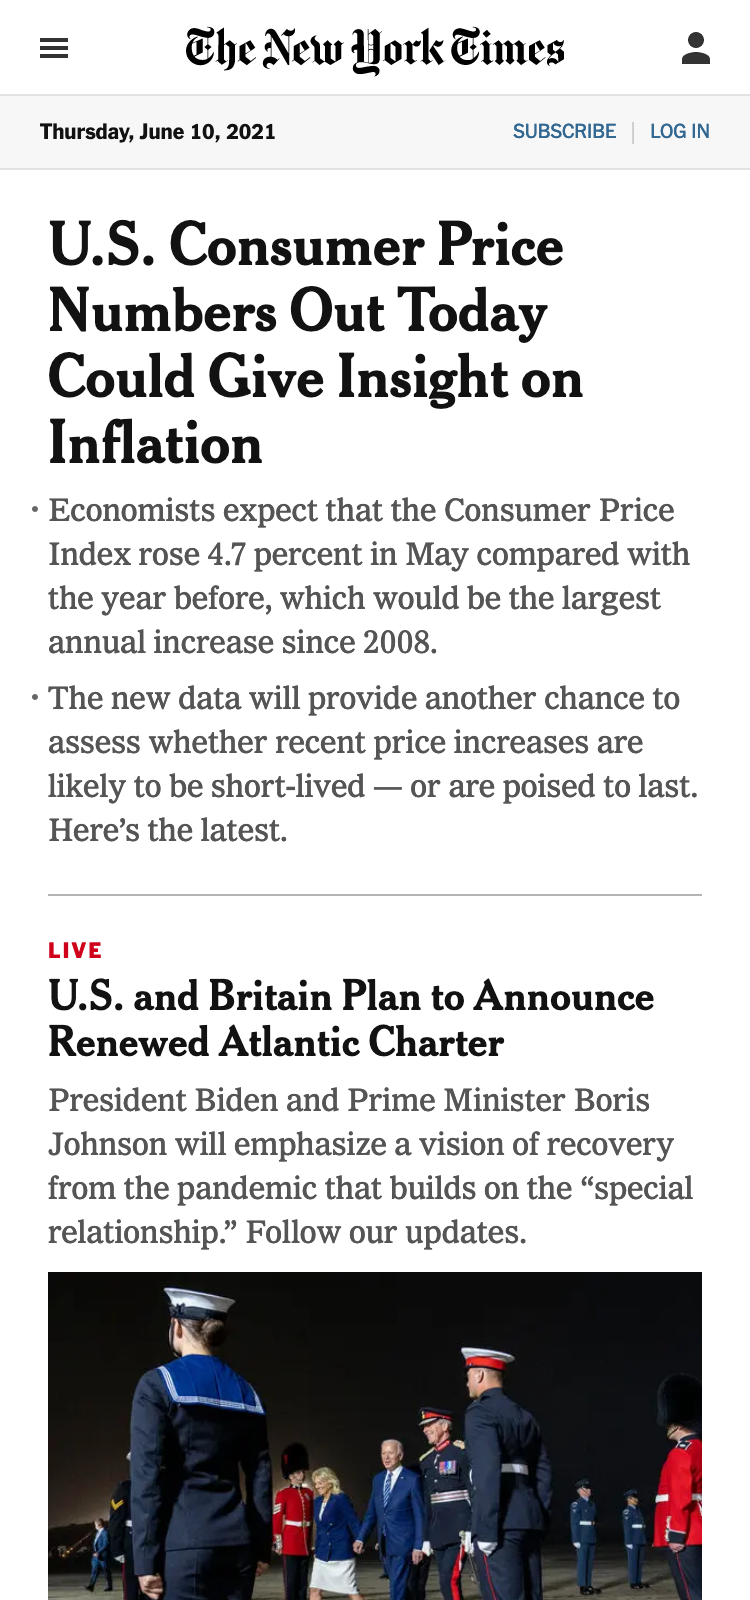 The New York Times
Thursday, June 10, 2021
SUBSCRIBE | LOG IN
U.S. Consumer Price
Numbers Out Today
Could Give Insight on
Inflation
• Economists expect that the Consumer Price
Index rose 4.7 percent in May compared with
the year before, which would be the largest
annual increase since 2008.
• The new data will provide another chance to
assess whether recent price increases are
likely to be short-lived — or are poised to last.
Here’s the latest.
LIVE
U.S. and Britain Plan to Announce
Renewed Atlantic Charter
President Biden and Prime Minister Boris
Johnson will emphasize a vision of recovery
from the pandemic that builds on the “special
relationship.” Follow our updates.